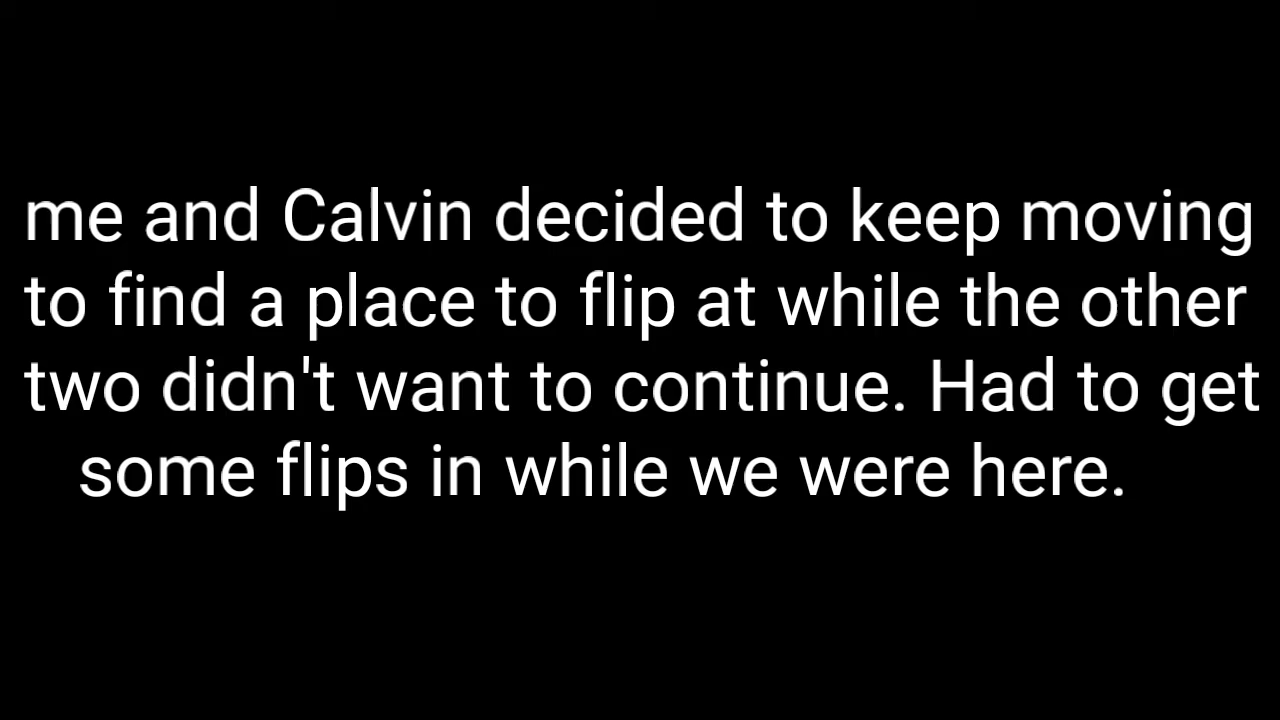 me and Calvin decided to keep moving
to find a place to flip at while the other
two didn't want to continue. Had to get
some flips in while we were here.